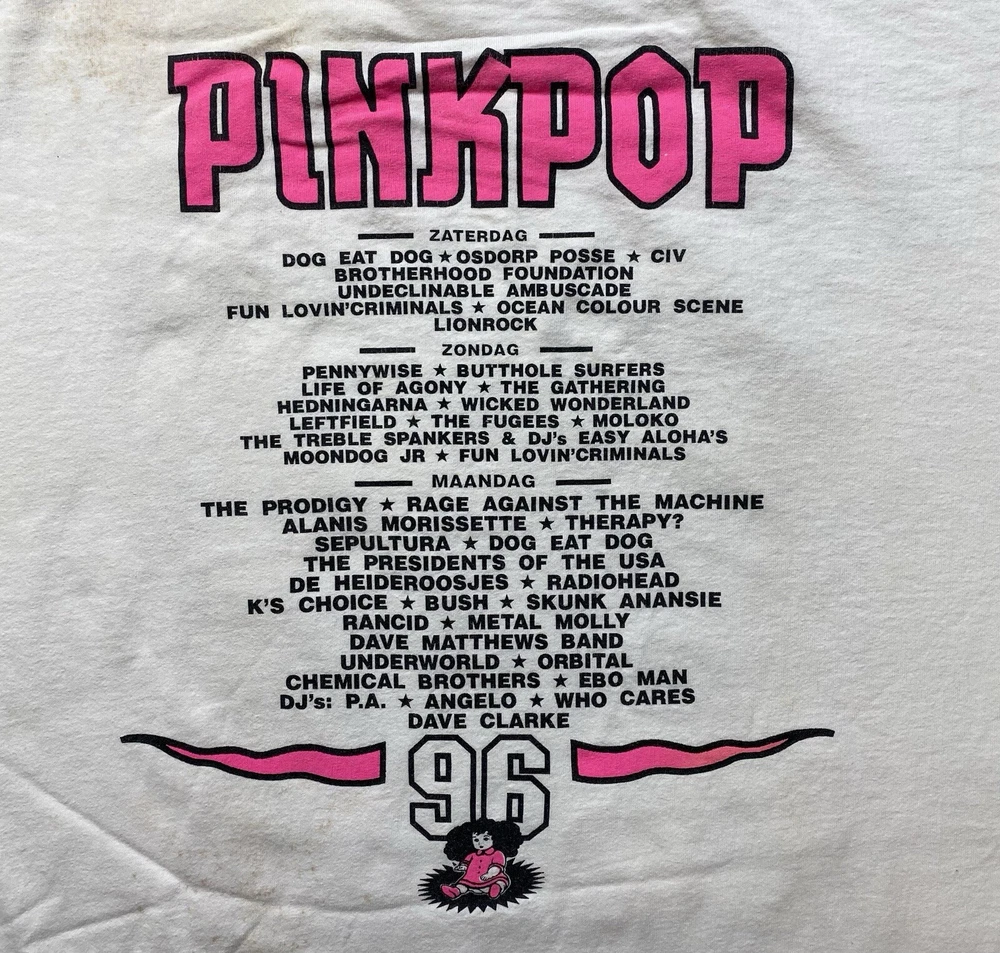 PINKPOP
ZATERDAG
DOG EAT DOG ★ OSDORP POSSE ★ CIV
BROTHERHOOD FOUNDATION
UNDECLINABLE AMBUSCADE
FUN LOVIN'CRIMINALS ★ OCEAN COLOUR SCENE
LIONROCK
ZONDAG
PENNYWISE ★ BUTTHOLE SURFERS
LIFE OF AGONY ★ THE GATHERING
HEDNINGARNA ★ WICKED WONDERLAND
LEFTFIELD ★ THE FUGEES ★ MOLOKO
THE TREBLE SPANKERS & DJ's EASY ALOHA'S
MOONDOG JR ★ FUN LOVIN'CRIMINALS
MAANDAG
THE PRODIGY ★ RAGE AGAINST THE MACHINE
ALANIS MORISSETTE ★ THERAPY?
SEPULTURA ★ DOG EAT DOG
THE PRESIDENTS OF THE USA
DE HEIDEROOSJES ★ RADIOHEAD
K'S CHOICE ★ BUSH ★ SKUNK ANANSIE
RANCID ★ METAL MOLLY
DAVE MATTHEWS BAND
UNDERWORLD ★ ORBITAL
CHEMICAL BROTHERS ★ EBO MAN
DJ's: P.A. ★ ANGELO ★ WHO CARES
DAVE CLARKE
96